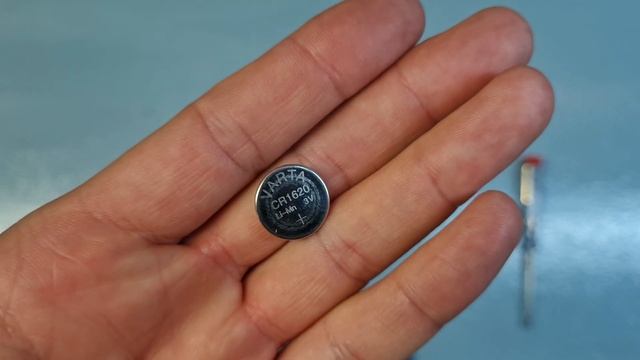 VARTA
CR1620
Li-Mn 3V
+